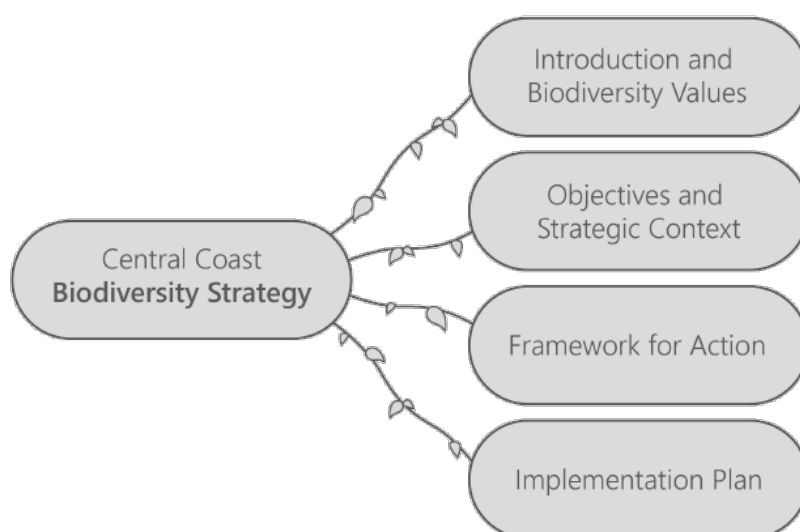 Introduction and
Biodiversity Values
Objectives and
Strategic Context
Central Coast
Biodiversity Strategy
Framework for Action
Implementation Plan